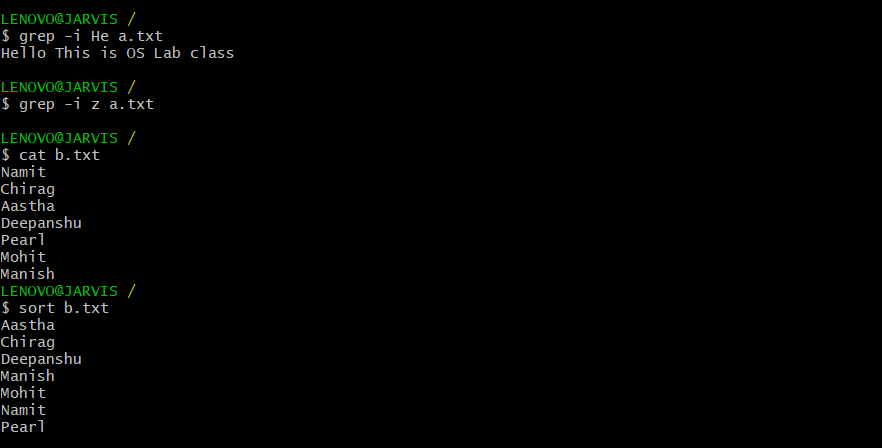 LENOVO@JARVIS /
$ grep -i He a.txt
Hello This is OS Lab class
LENOVO@JARVIS /
$ grep -i z a.txt
LENOVO@JARVIS /
$ cat b.txt
Namit
Chirag
Aastha
Deepanshu
Pearl
Mohit
Manish
LENOVO@JARVIS /
$ sort b.txt
Aastha
Chirag
Deepanshu
Manish
Mohit
Namit
Pearl